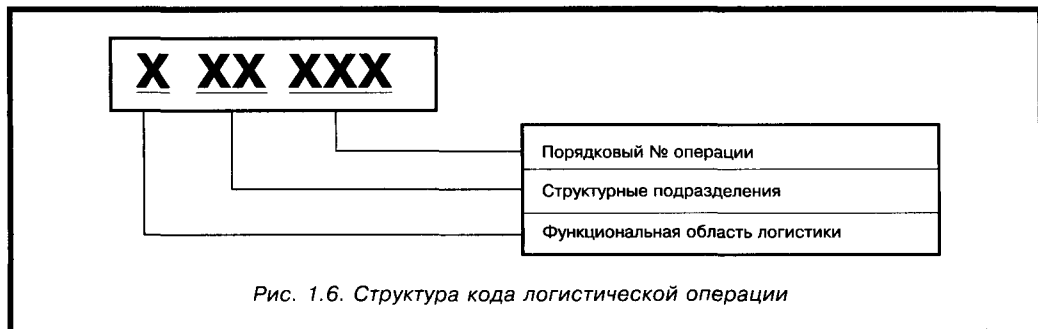 X XX XXX
Порядковый № операции
Структурные подразделения
Функциональная область логистики
Рис. 1.6. Структура кода логистической операции